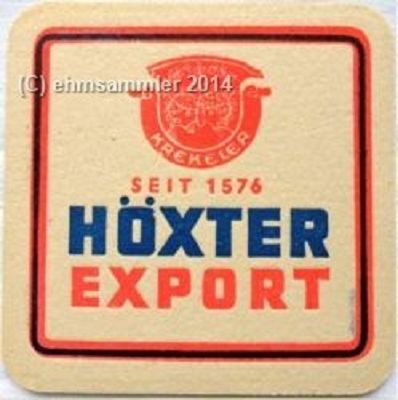 (C) ehmsammler 2014
KREKELER
SEIT 1576
HÖXTER
EXPORT